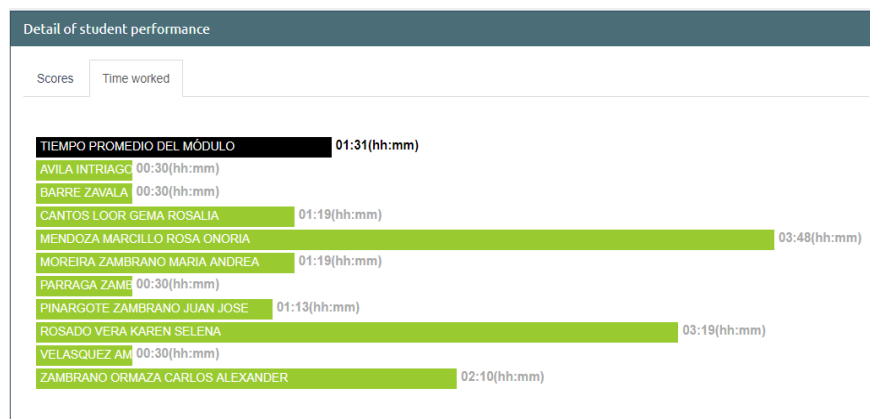 Detail of student performance
Scores Time worked
TIEMPO PROMEDIO DEL MÓDULO 01:31(hh:mm)
AVILA INTRIAGO 00:30(hh:mm)
BARRE ZAVALA 00:30(hh:mm)
CANTOS LOOR GEMA ROSALIA 01:19(hh:mm)
MENDOZA MARCILLO ROSA ONORIA 03:48(hh:mm)
MOREIRA ZAMBRANO MARIA ANDREA 01:19(hh:mm)
PARRAGA ZAMB 00:30(hh:mm)
PINARGOTE ZAMBRANO JUAN JOSE 01:13(hh:mm)
ROSADO VERA KAREN SELENA 03:19(hh:mm)
VELASQUEZ AM 00:30(hh:mm)
ZAMBRANO ORMAZA CARLOS ALEXANDER 02:10(hh:mm)